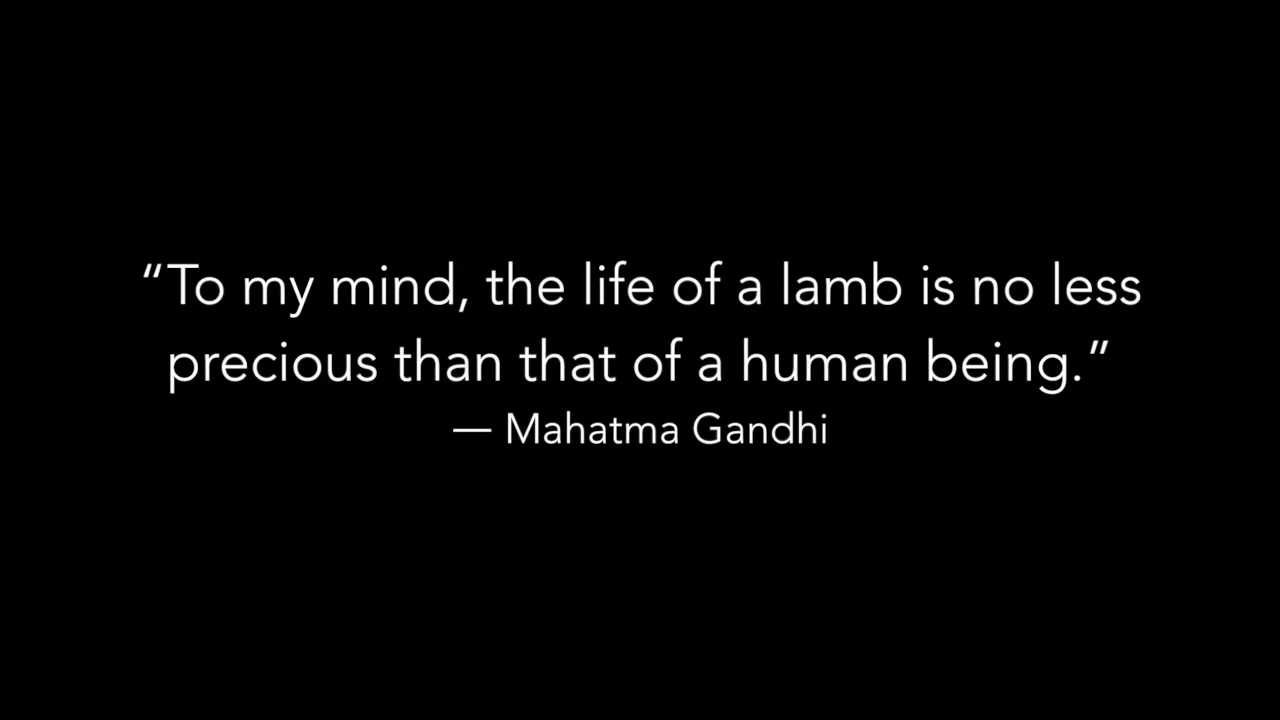 “To my mind, the life of a lamb is no less
precious than that of a human being.”
— Mahatma Gandhi